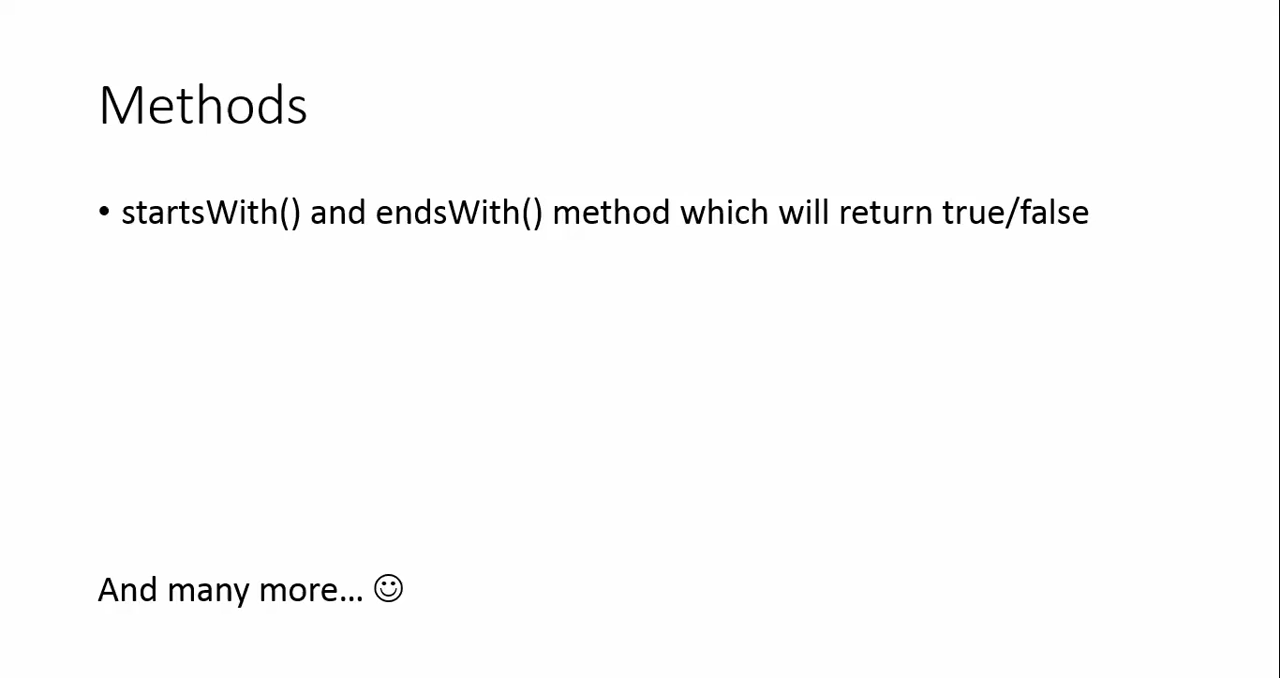 Methods
• startsWith() and endsWith() method which will return true/false
And many more... ☺